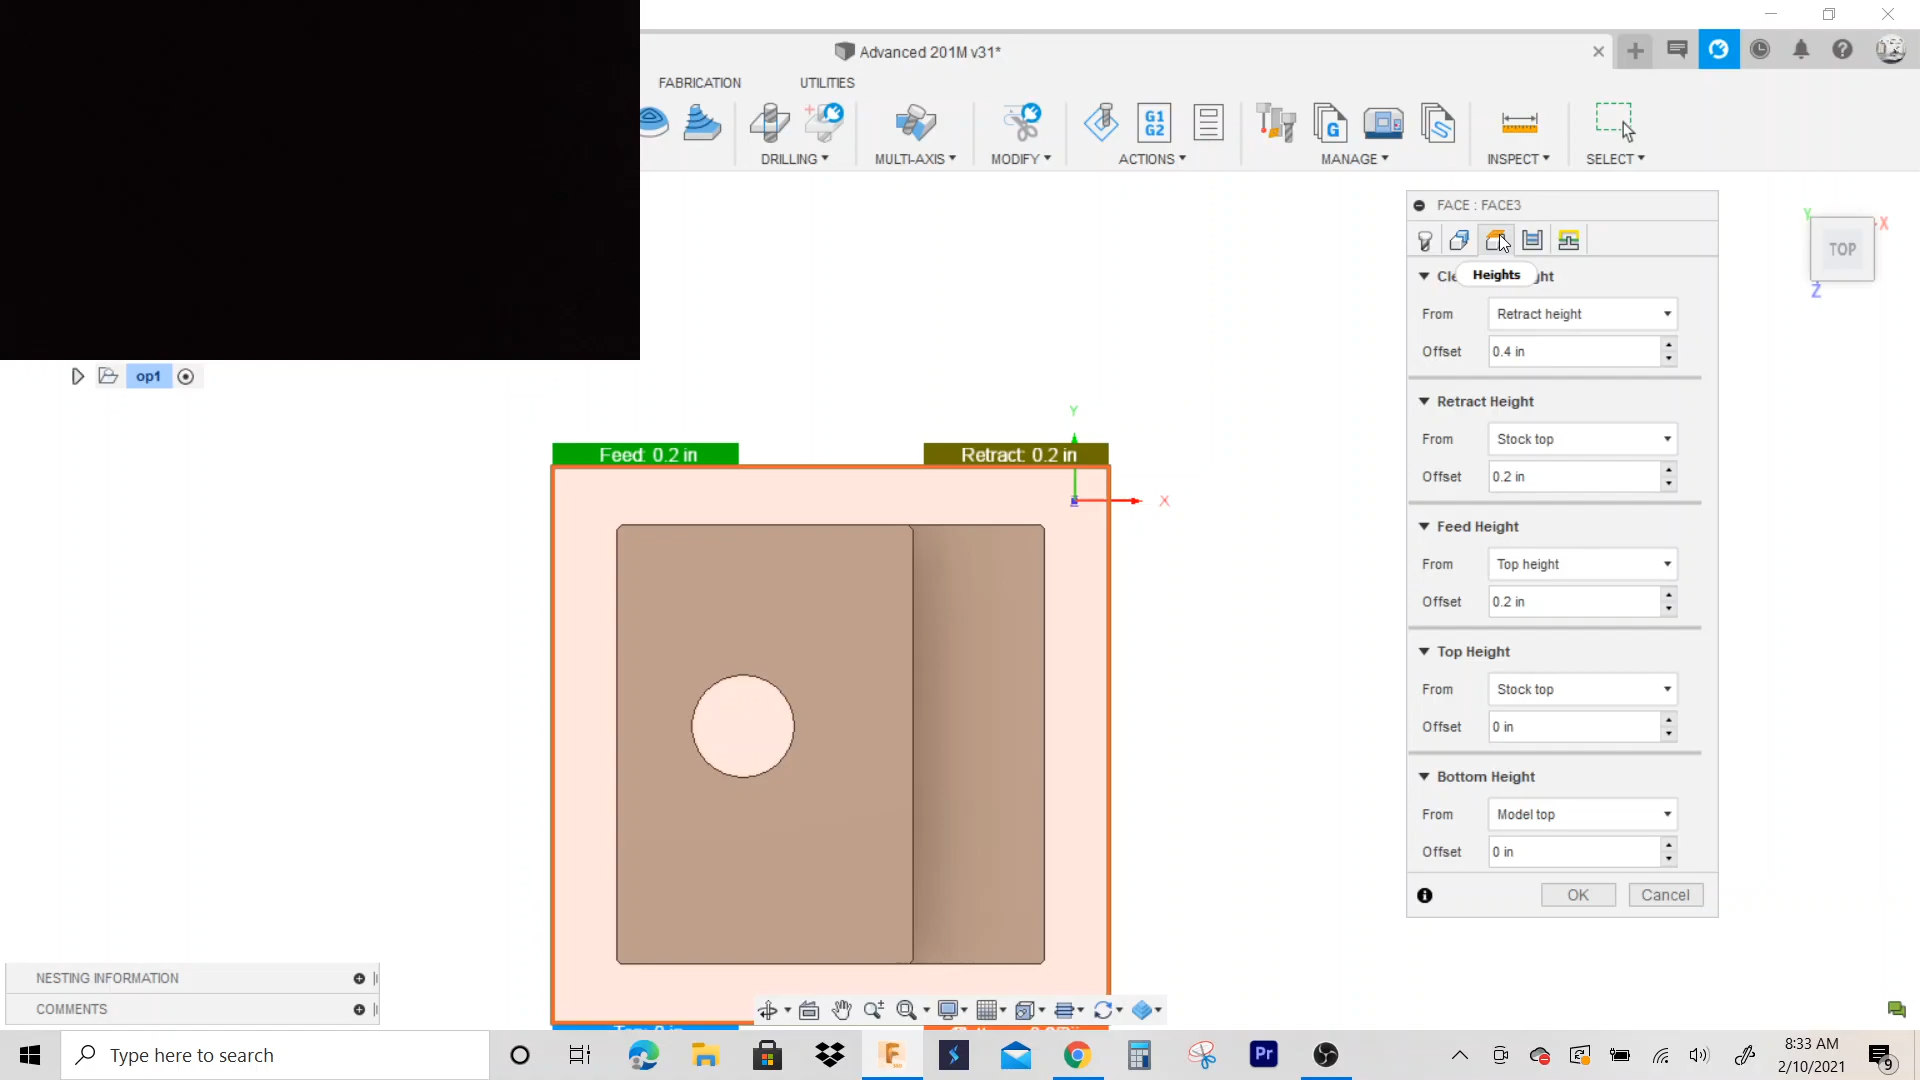 Advanced 201M v31*
FABRICATION
UTILITIES
G1
G2
G
DRILLING
MULTI-AXIS
MODIFY
ACTIONS
MANAGE
INSPECT
SELECT
FACE : FACE3
Heights
From
Retract height
Offset
0.4 in
Retract Height
From
Stock top
Offset
0.2 in
Feed Height
From
Top height
Offset
0.2 in
Top Height
From
Stock top
Offset
0 in
Bottom Height
From
Model top
Offset
0 in
OK
Cancel
Y
X
TOP
Z
op1
Y
Feed: 0.2 in
Retract: 0.2 in
X
NESTING INFORMATION
COMMENTS
Type here to search
Pr
8:33 AM
2/10/2021
9